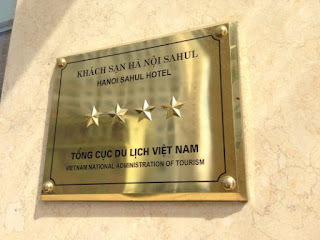 KHÁCH SẠN HÀ NỘI SAHUL
HANOI SAHUL HOTEL
TỔNG CỤC DU LỊCH VIỆT NAM
VIETNAM NATIONAL ADMINISTRATION OF TOURISM